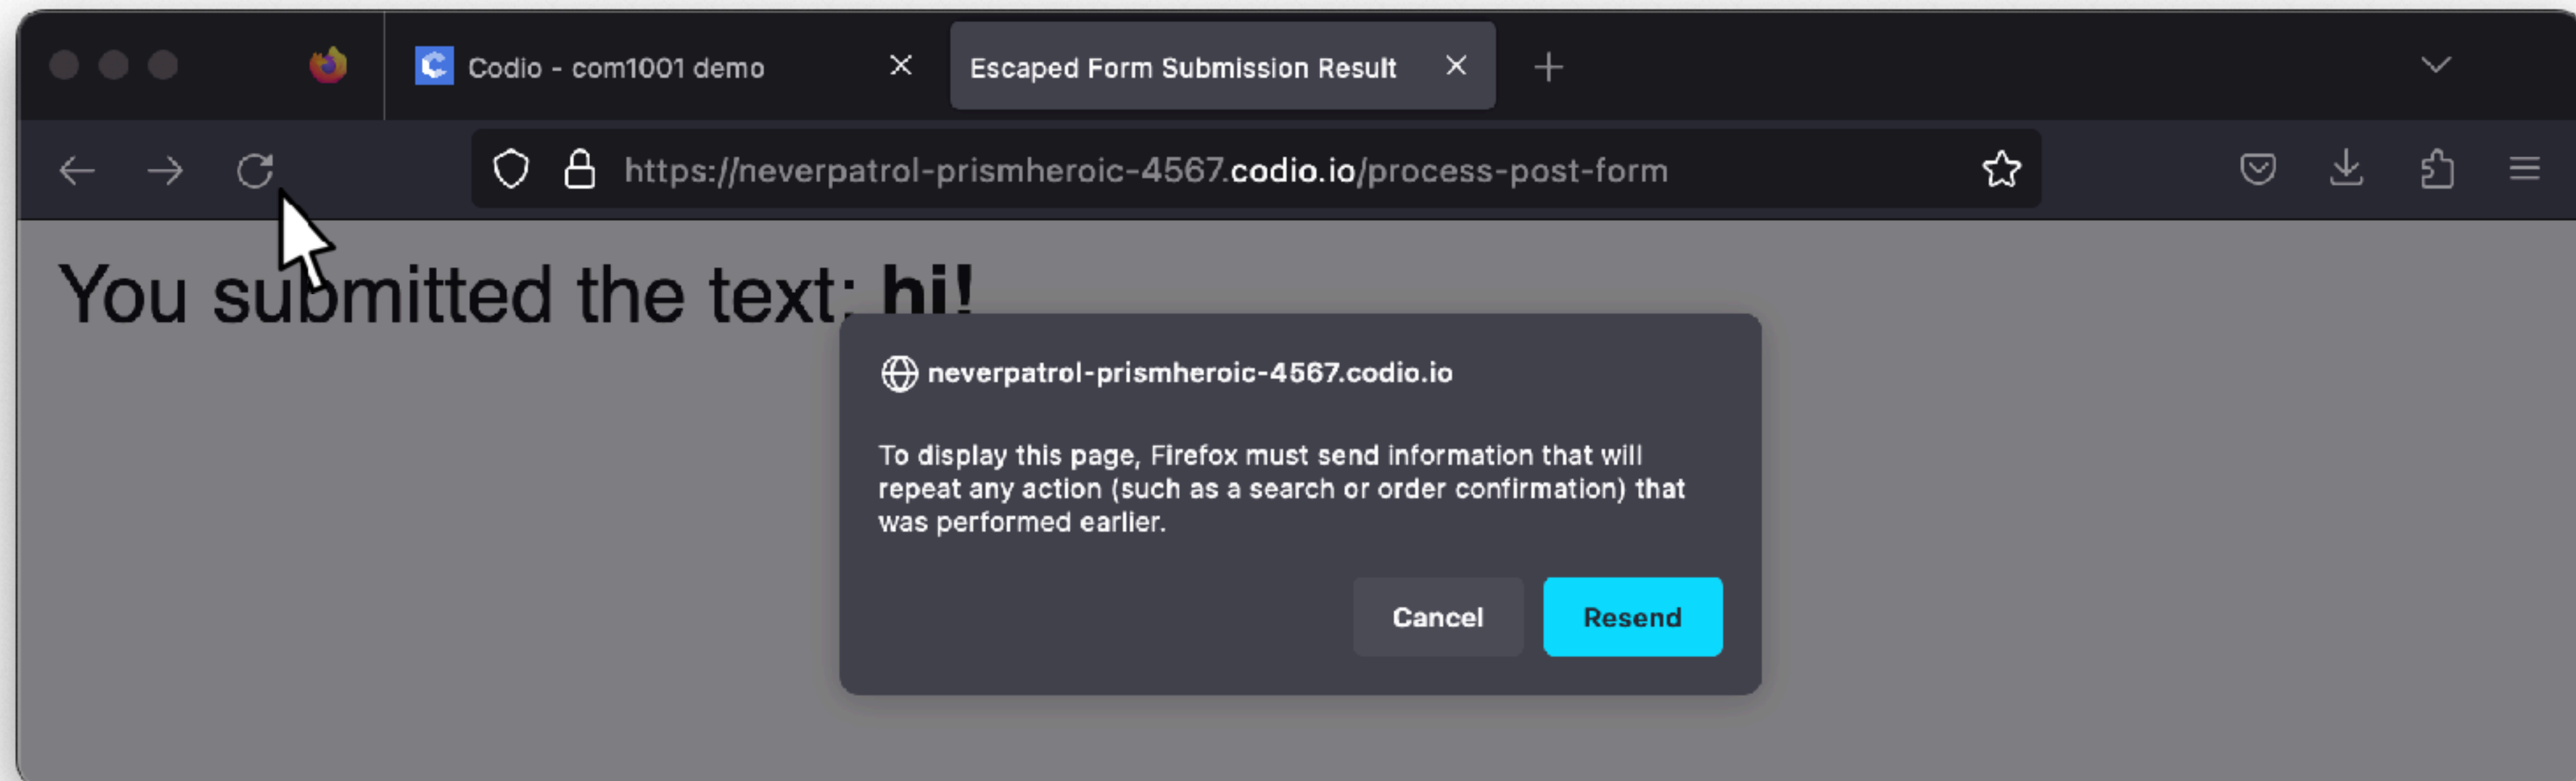 Codio - com1001 demo
Escaped Form Submission Result
https://neverpatrol-prismheroic-4567.codio.io/process-post-form
You submitted the text: hi!
neverpatrol-prismheroic-4567.codio.io
To display this page, Firefox must send information that will
repeat any action (such as a search or order confirmation) that
was performed earlier.
Cancel
Resend